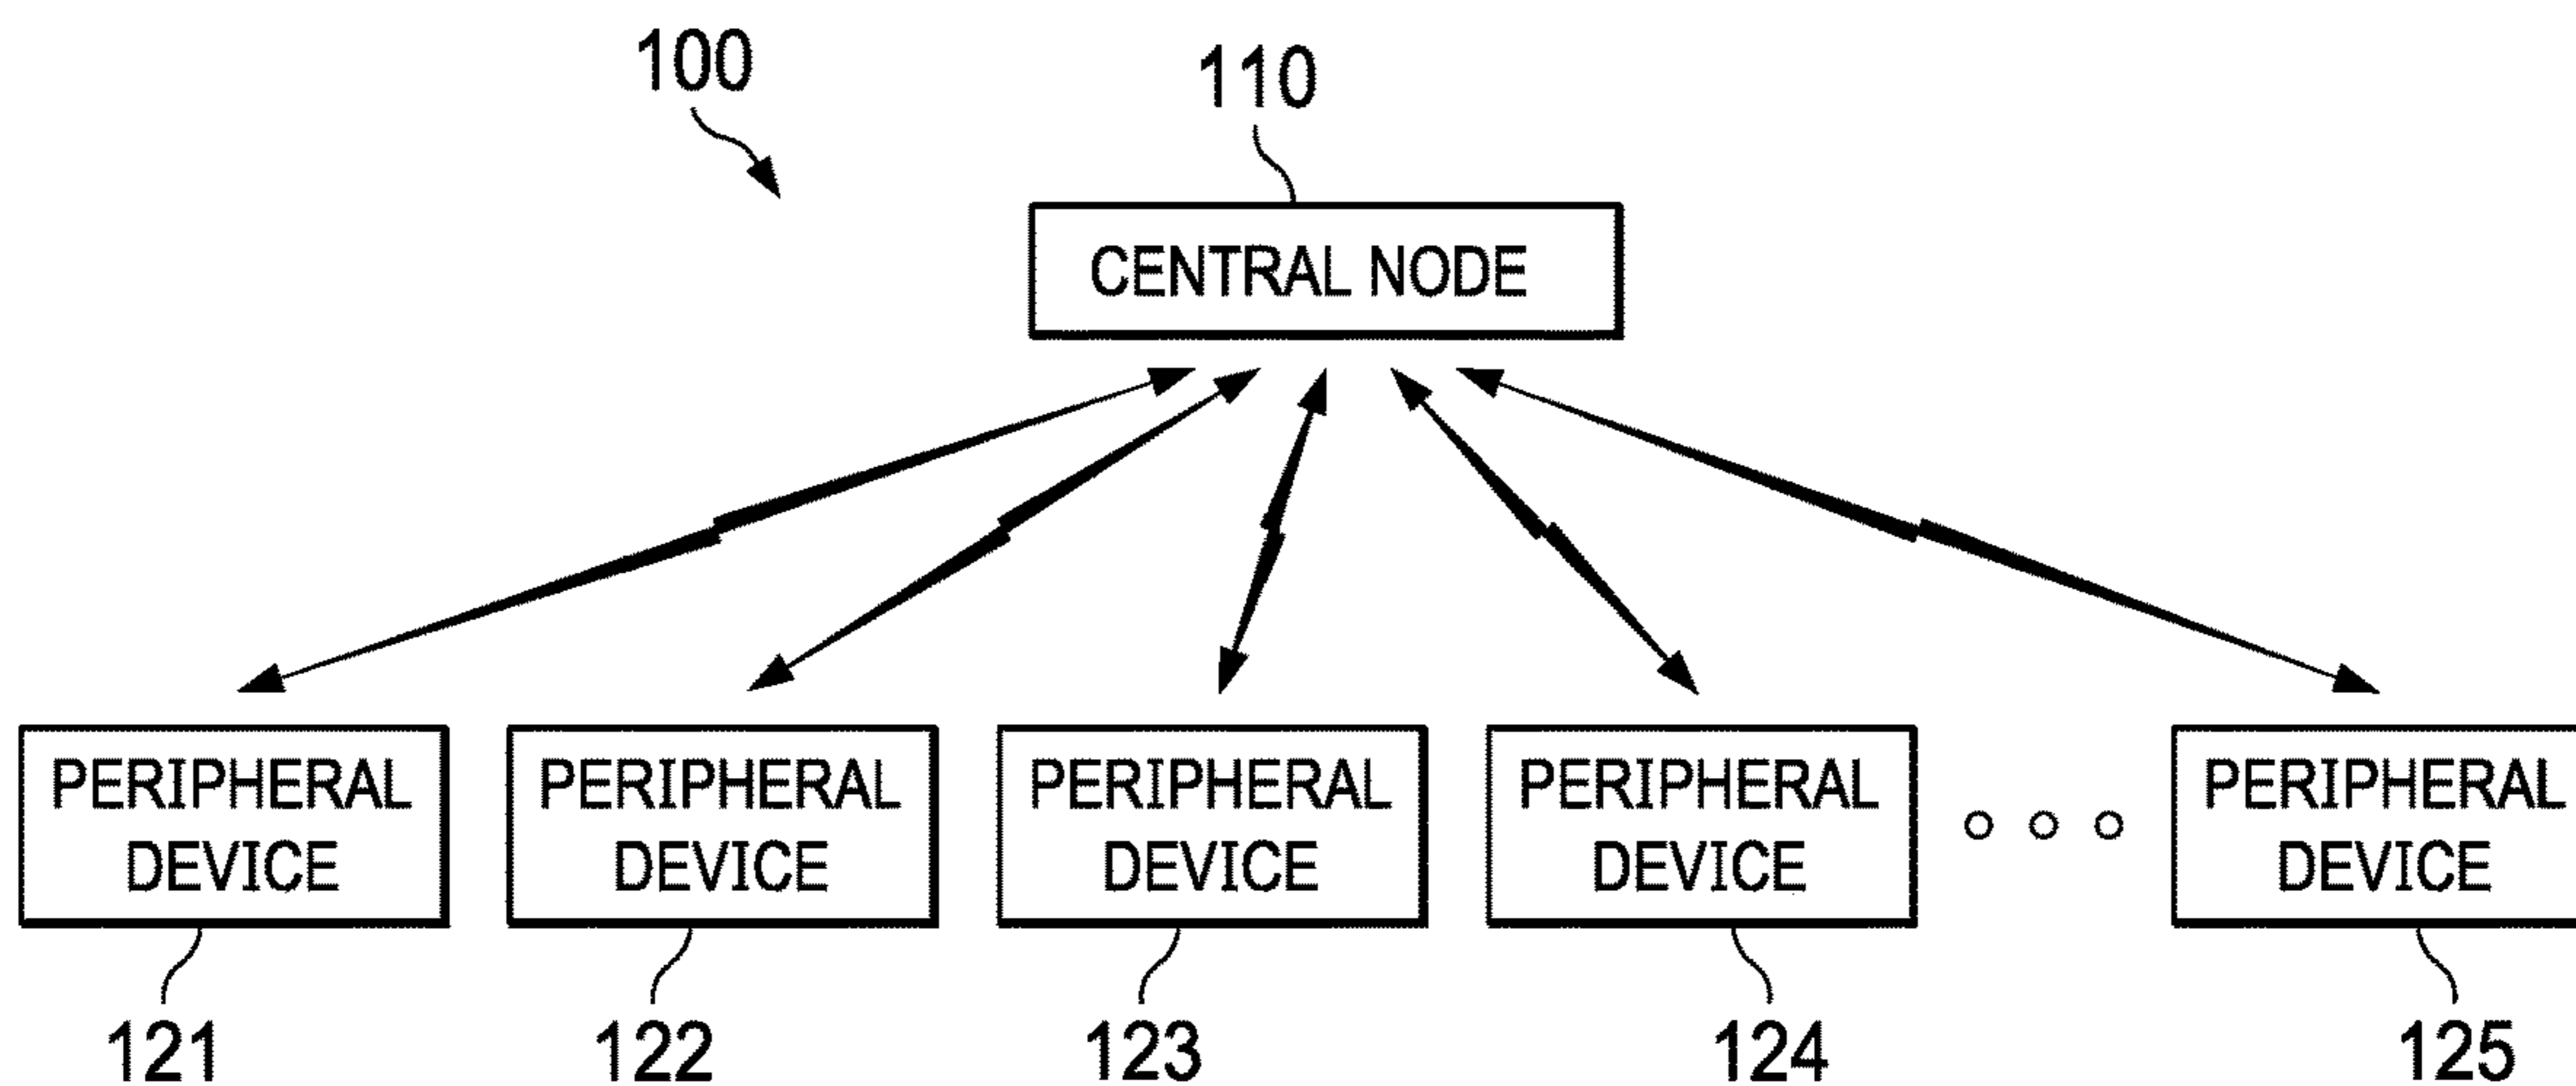 100
110
CENTRAL NODE
PERIPHERAL
DEVICE
PERIPHERAL
DEVICE
PERIPHERAL
DEVICE
PERIPHERAL
DEVICE
PERIPHERAL
DEVICE
121
122
123
124
125